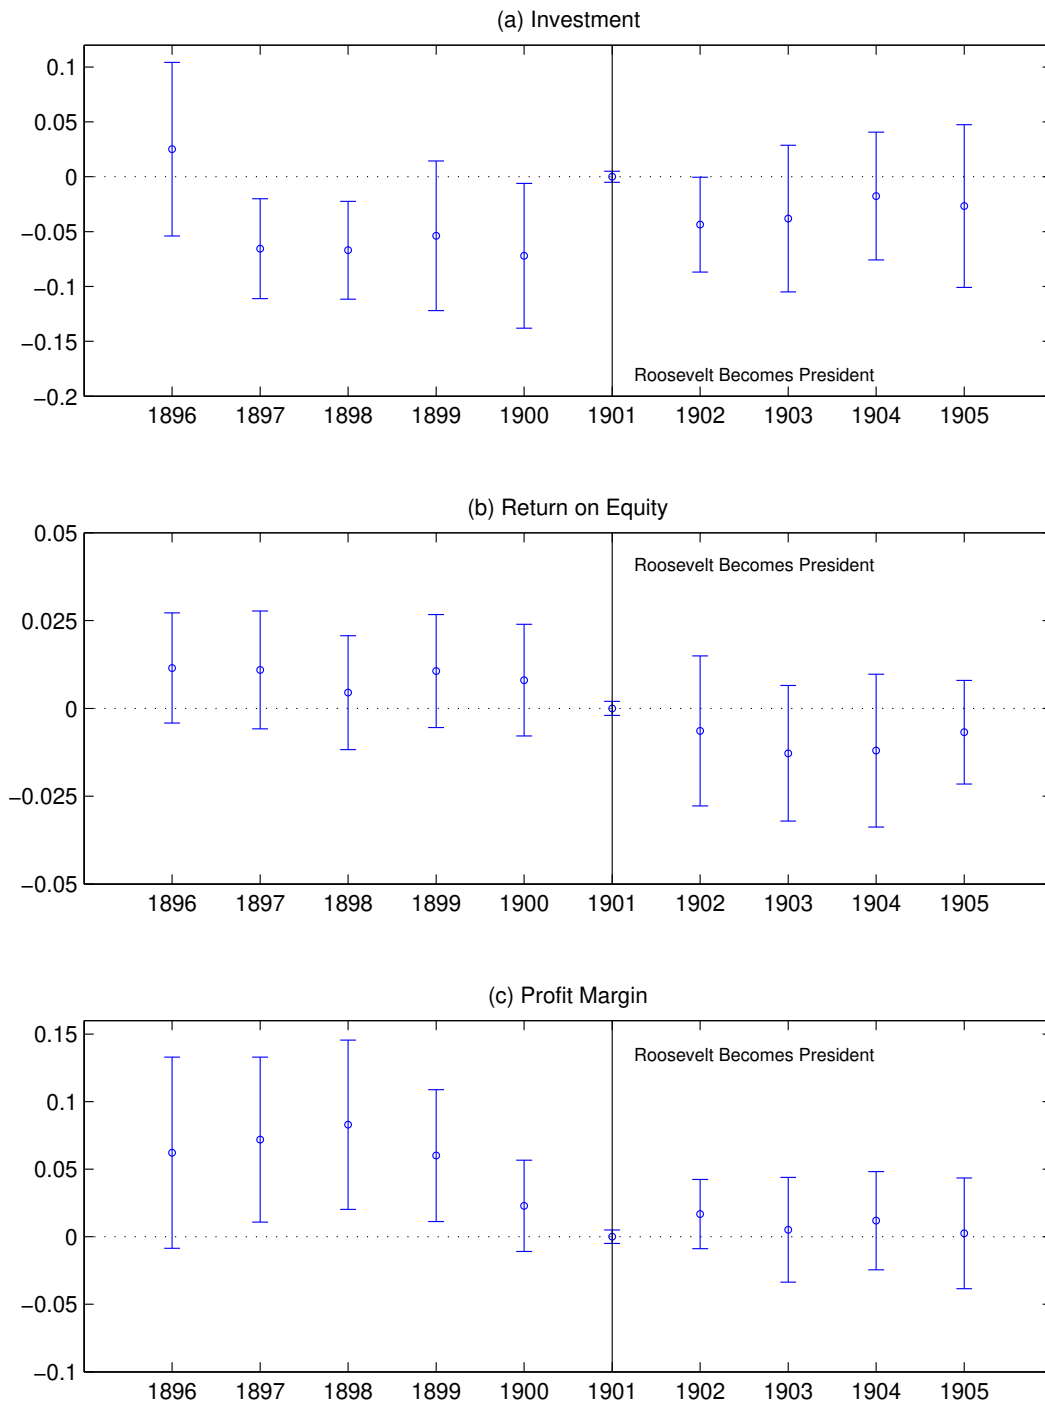 (a) Investment
0.1
0.05
0
−0.05
−0.1
−0.15
−0.2
Roosevelt Becomes President
1896 1897 1898 1899 1900 1901 1902 1903 1904 1905
(b) Return on Equity
0.05
Roosevelt Becomes President
0.025
0
−0.025
−0.05
1896 1897 1898 1899 1900 1901 1902 1903 1904 1905
(c) Profit Margin
0.15
Roosevelt Becomes President
0.1
0.05
0
−0.05
−0.1
1896 1897 1898 1899 1900 1901 1902 1903 1904 1905